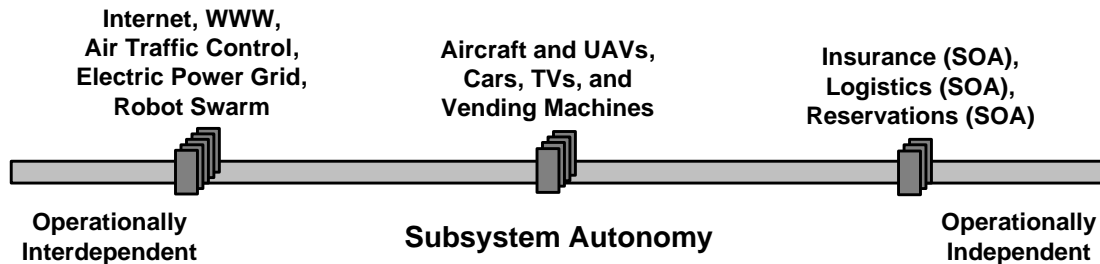 Internet, WWW,
Air Traffic Control,
Electric Power Grid,
Robot Swarm
Aircraft and UAVs,
Cars, TVs, and
Vending Machines
Insurance (SOA),
Logistics (SOA),
Reservations (SOA)
Operationally
Interdependent
Subsystem Autonomy
Operationally
Independent